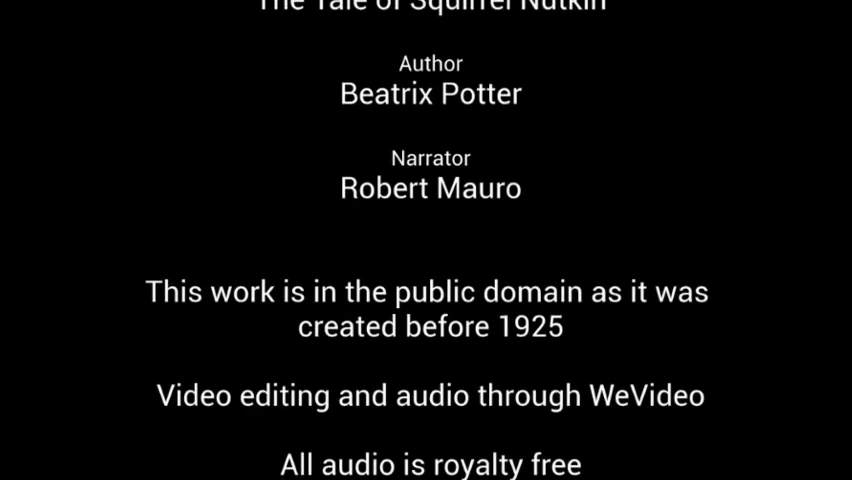 The Tale of Squirrel Nutkin
Author
Beatrix Potter
Narrator
Robert Mauro
This work is in the public domain as it was
created before 1925
Video editing and audio through WeVideo
All audio is royalty free